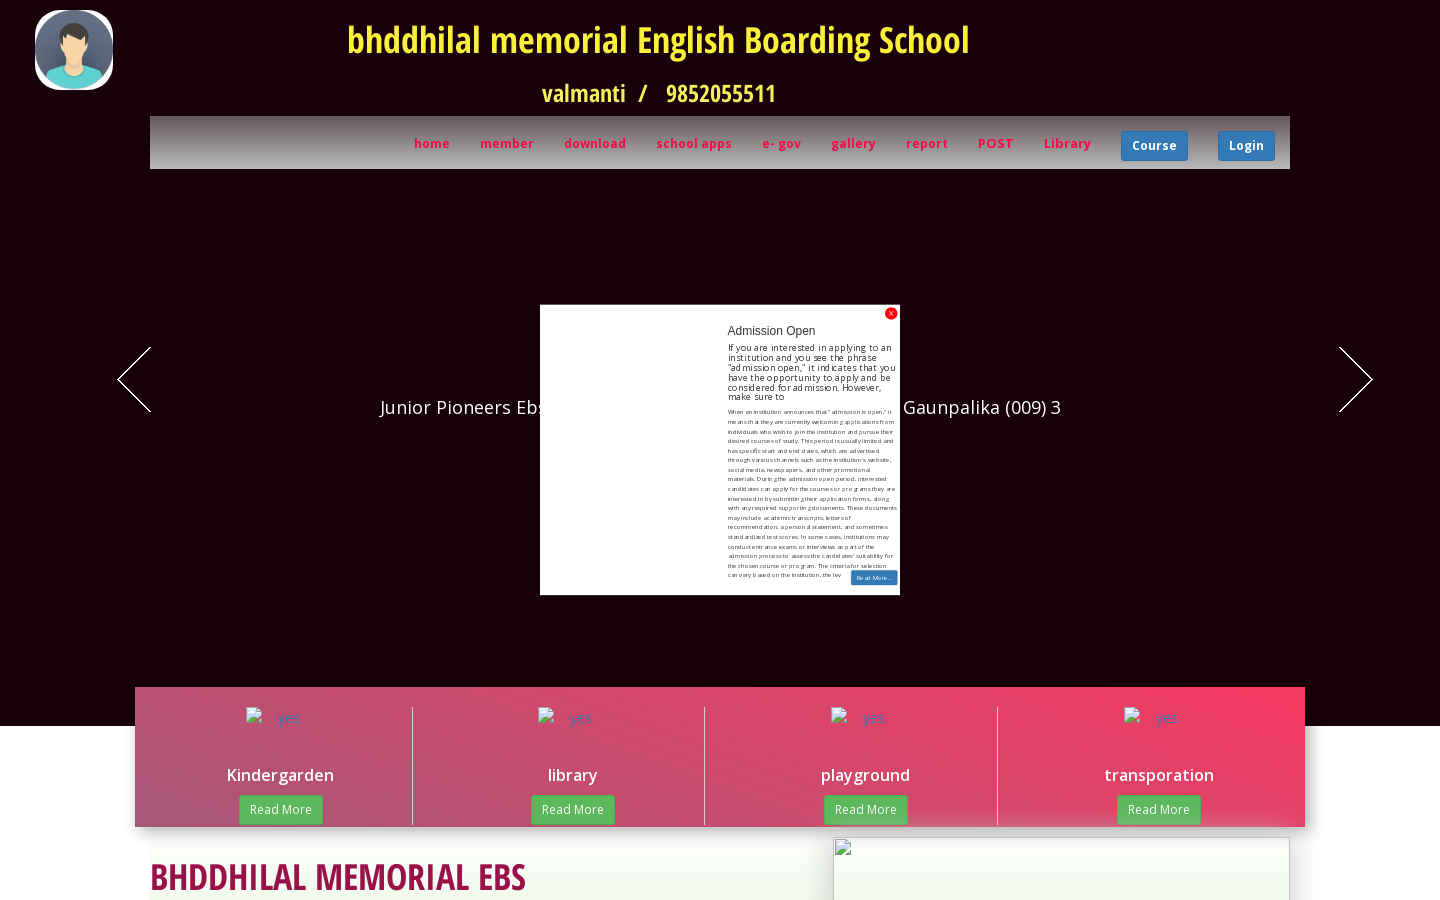 bhddhilal memorial English Boarding School
valmanti / 9852055511
home member download school apps e- gov gallery report POST Library Course Login
X
Admission Open
If you are interested in applying to an
institution and you see the phrase
"admission open," it indicates that you
have the opportunity to apply and be
considered for admission. However,
make sure to
When an institution announces that "admission is open," it
means that they are currently welcoming applications from
individuals who wish to join the institution and pursue their
desired courses of study. This period is usually limited and
has specific start and end dates, which are advertised
through various channels such as the institution's website,
social media, newspapers, and other promotional
materials. During the admission open period, interested
candidates can apply for the courses or programs they are
interested in by submitting their application forms, along
with any required supporting documents. These documents
may include academic transcripts, letters of
recommendation, a personal statement, and sometimes
standardized test scores. In some cases, institutions may
conduct entrance exams or interviews as part of the
admission process to assess the candidates' suitability for
the chosen course or program. The criteria for selection
can vary based on the institution, the lev
Read More...
Junior Pioneers Ebs Gaunpalika (009) 3
yes yes yes yes
Kindergarden library playground transporation
Read More Read More Read More Read More
BHDDHILAL MEMORIAL EBS